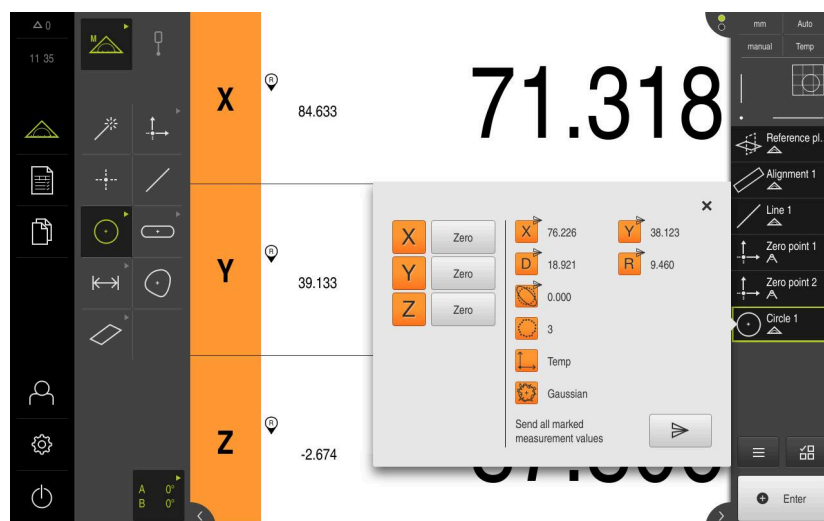 0
11 35
M
A 0°
B 0°
X
R
84.633
71.318
Y
R
39.133
Z
R
-2.674
X Zero
Y Zero
Z Zero
X 76.226 Y 38.123
D 18.921 R 9.460
0.000
3
Temp
Gaussian
Send all marked
measurement values
mm Auto
manual Temp
Reference pl.
Alignment 1
Line 1
Zero point 1
Zero point 2
Circle 1
Enter